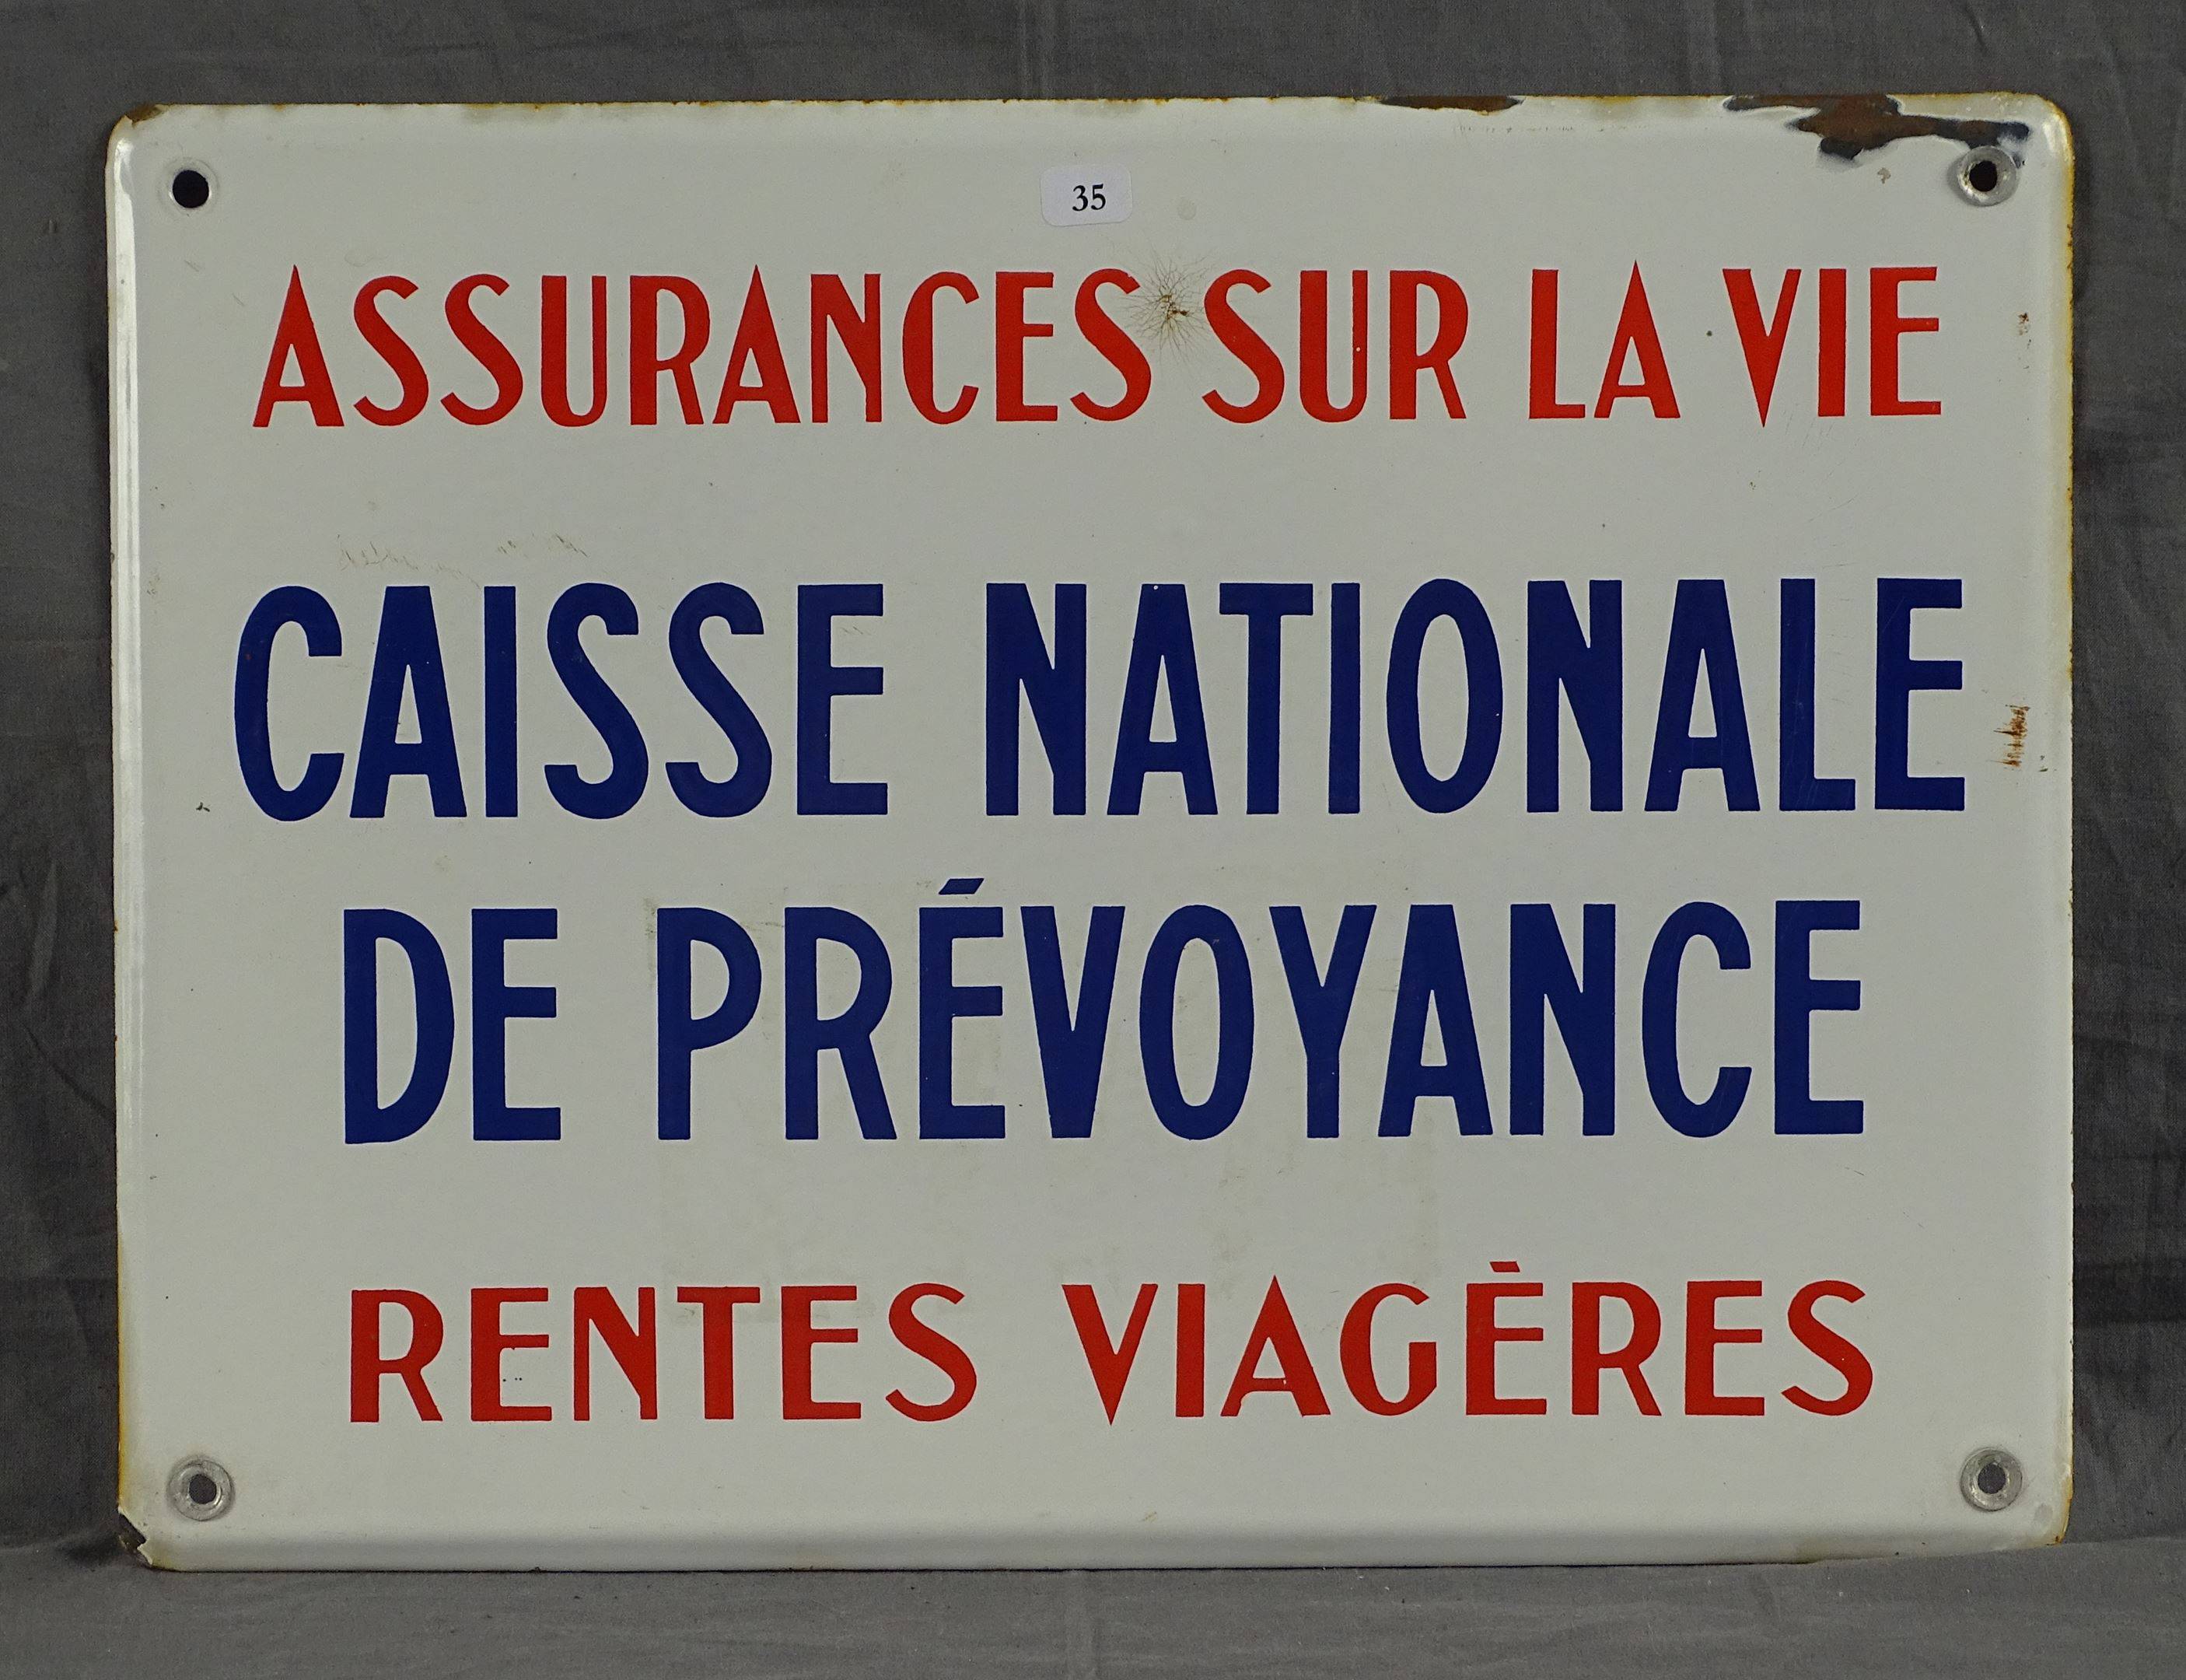 35
ASSURANCES SUR LA VIE
CAISSE NATIONALE
DE PRÉVOYANCE
RENTES VIAGÈRES